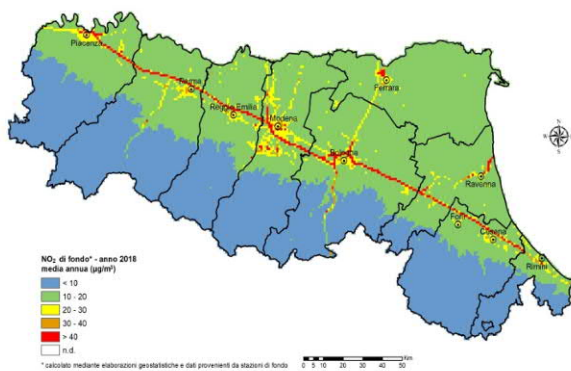 Piacenza
Parma
Reggio Emilia
Modena
Ferrara
Bologna
Ravenna
Forlì
Cesena
Rimini
N
W E
S
NO₂ di fondo* - anno 2018
media annua (µg/m³)
< 10
10 - 20
20 - 30
30 - 40
> 40
n.d.
0 5 10 20 30 40 50 Km
* calcolato mediante elaborazioni geostatistiche e dati provenienti da stazioni di fondo